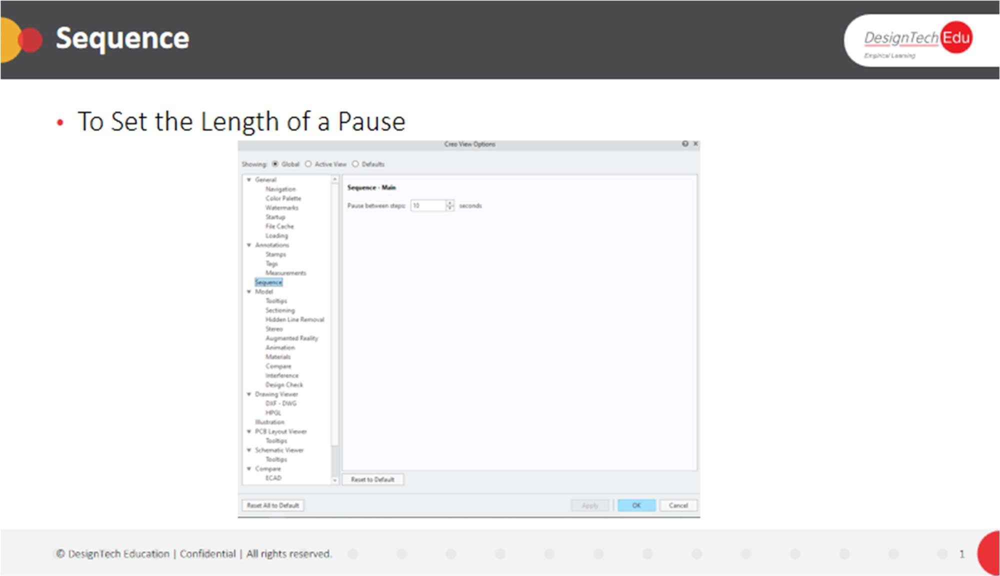 Sequence
DesignTech Edu
Empirical Learning
• To Set the Length of a Pause
Creo View Options
Showing: Global Active View Defaults
General
Navigation
Color Palette
Watermarks
Startup
File Cache
Loading
Annotations
Stamps
Tags
Measurements
Sequence
Model
Tooltips
Sectioning
Hidden Line Removal
Stereo
Augmented Reality
Animation
Materials
Compare
Interference
Design Check
Drawing Viewer
DXF - DWG
HPGL
Illustration
PCB Layout Viewer
Tooltips
Schematic Viewer
Tooltips
Compare
ECAD
Sequence - Main
Pause between steps: 10 seconds
Reset to Default
Reset All to Default
Apply OK Cancel
© DesignTech Education | Confidential | All rights reserved.
1